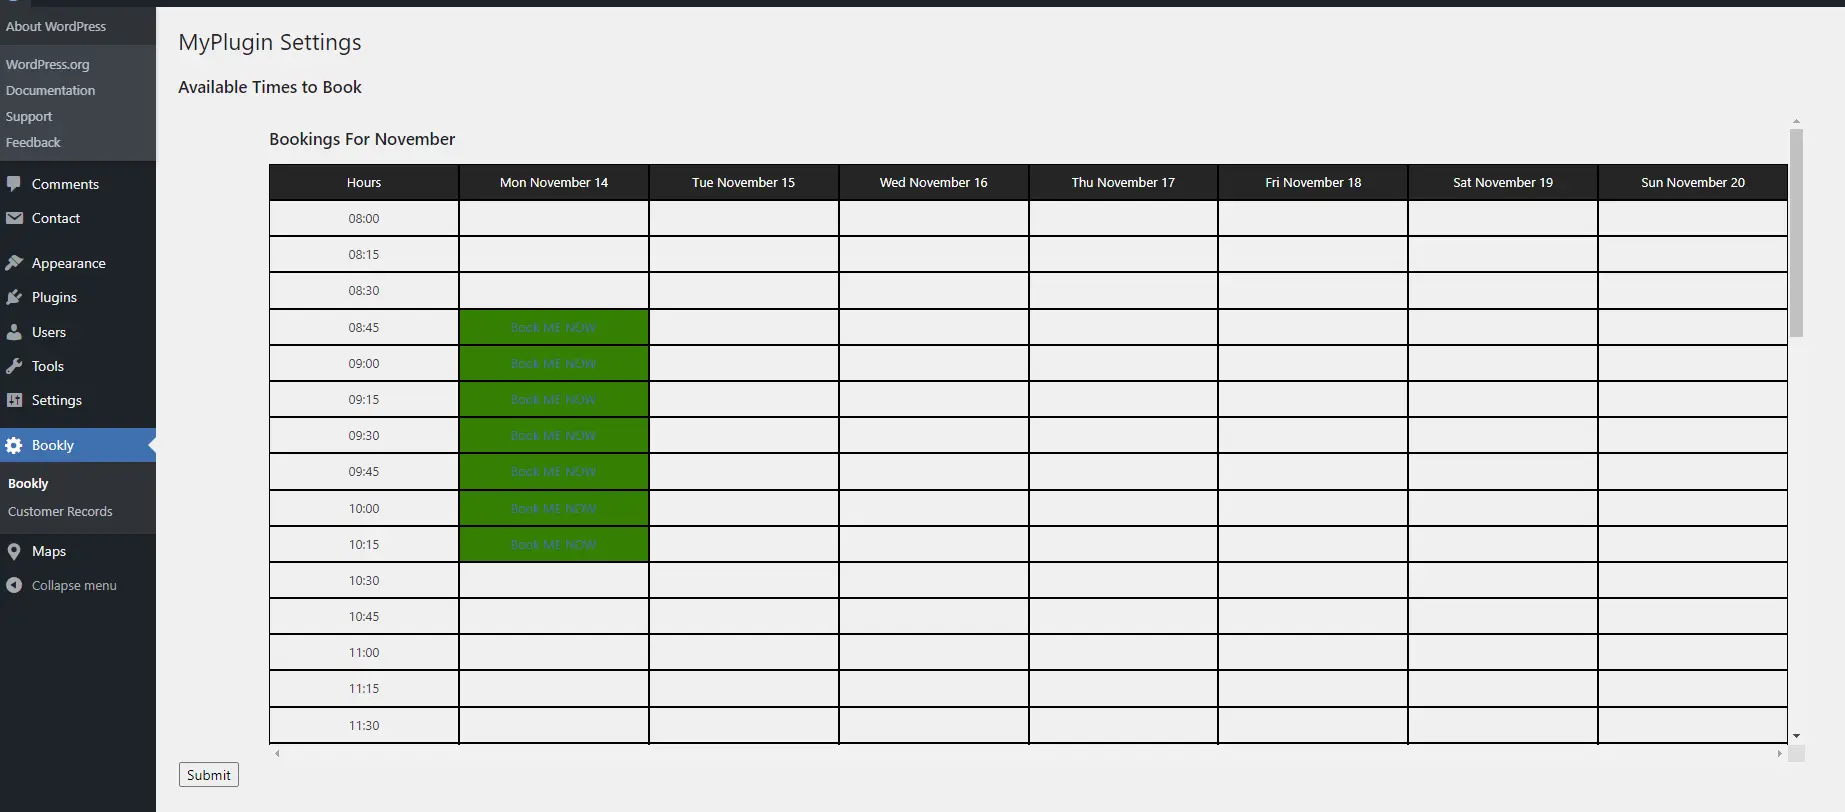 About WordPress
WordPress.org
Documentation
Support
Feedback
Comments
Contact
Appearance
Plugins
Users
Tools
Settings
Bookly
Bookly
Customer Records
Maps
Collapse menu
MyPlugin Settings
Available Times to Book
Bookings For November
Hours Mon November 14 Tue November 15 Wed November 16 Thu November 17 Fri November 18 Sat November 19 Sun November 20
08:00
08:15
08:30
08:45 Book ME NOW
09:00 Book ME NOW
09:15 Book ME NOW
09:30 Book ME NOW
09:45 Book ME NOW
10:00 Book ME NOW
10:15 Book ME NOW
10:30
10:45
11:00
11:15
11:30
Submit